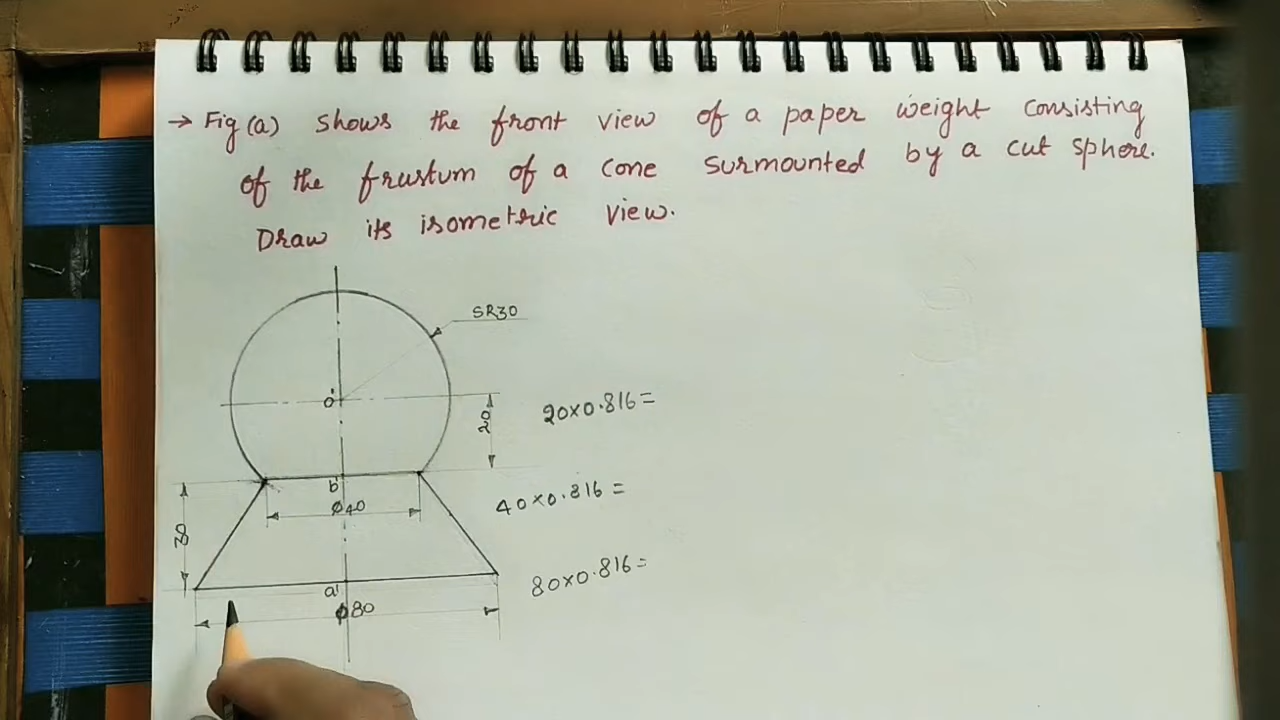 → Fig (a) shows the front view of a paper weight consisting
of the frustum of a cone surmounted by a cut sphere.
Draw its isometric view.
SR30
o'
20
20×0.816=
b'
φ40
40×0.816=
30
a'
80×0.816=
φ80